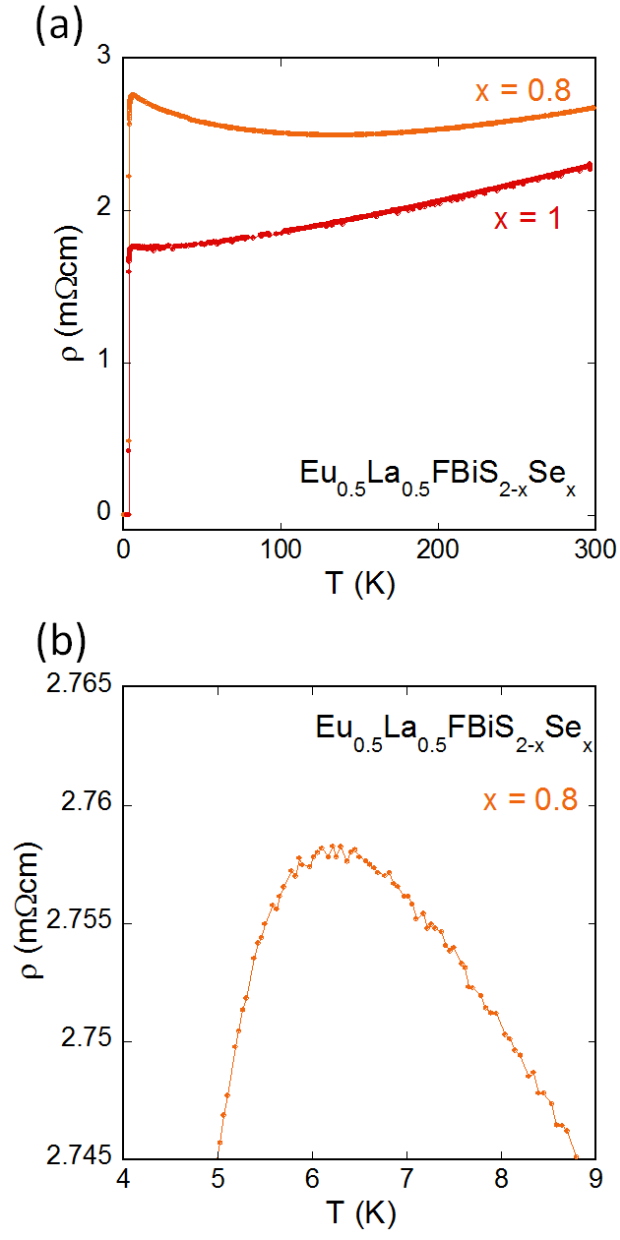 (a)
3
2
1
0
ρ (mΩcm)
x = 0.8
x = 1
Eu₀.₅La₀.₅FBiS₂₋ₓSeₓ
0 100 200 300
T (K)
(b)
2.765
2.76
2.755
2.75
2.745
ρ (mΩcm)
Eu₀.₅La₀.₅FBiS₂₋ₓSeₓ
x = 0.8
4 5 6 7 8 9
T (K)